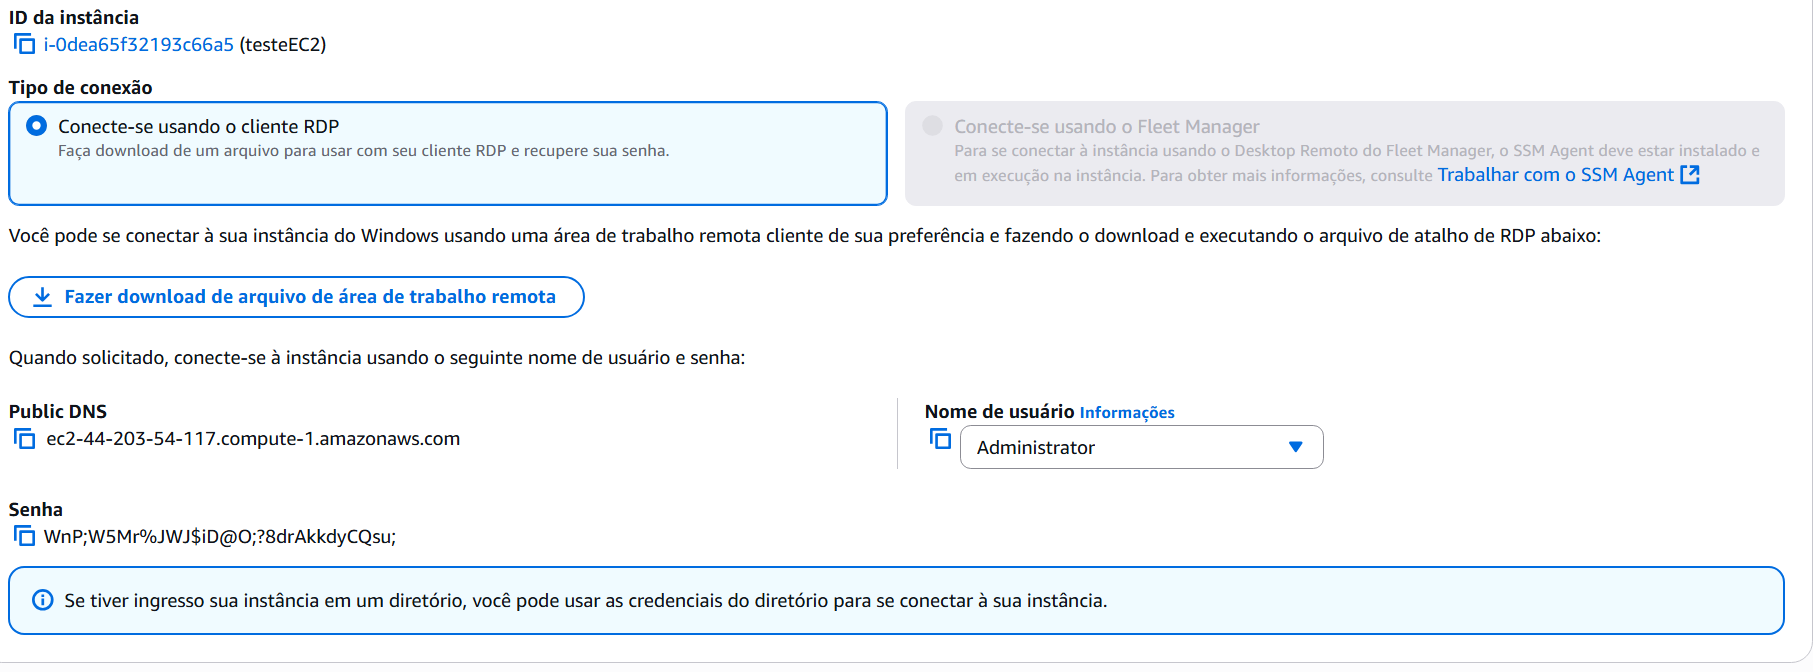 ID da instância
i-0dea65f32193c66a5 (testeEC2)
Tipo de conexão
Conecte-se usando o cliente RDP
Faça download de um arquivo para usar com seu cliente RDP e recupere sua senha.
Conecte-se usando o Fleet Manager
Para se conectar à instância usando o Desktop Remoto do Fleet Manager, o SSM Agent deve estar instalado e
em execução na instância. Para obter mais informações, consulte Trabalhar com o SSM Agent
Você pode se conectar à sua instância do Windows usando uma área de trabalho remota cliente de sua preferência e fazendo o download e executando o arquivo de atalho de RDP abaixo:
Fazer download de arquivo de área de trabalho remota
Quando solicitado, conecte-se à instância usando o seguinte nome de usuário e senha:
Public DNS
ec2-44-203-54-117.compute-1.amazonaws.com
Nome de usuário Informações
Administrator
Senha
WnP;W5Mr%JWJ$iD@O;?8drAkkdyCQsu;
Se tiver ingresso sua instância em um diretório, você pode usar as credenciais do diretório para se conectar à sua instância.